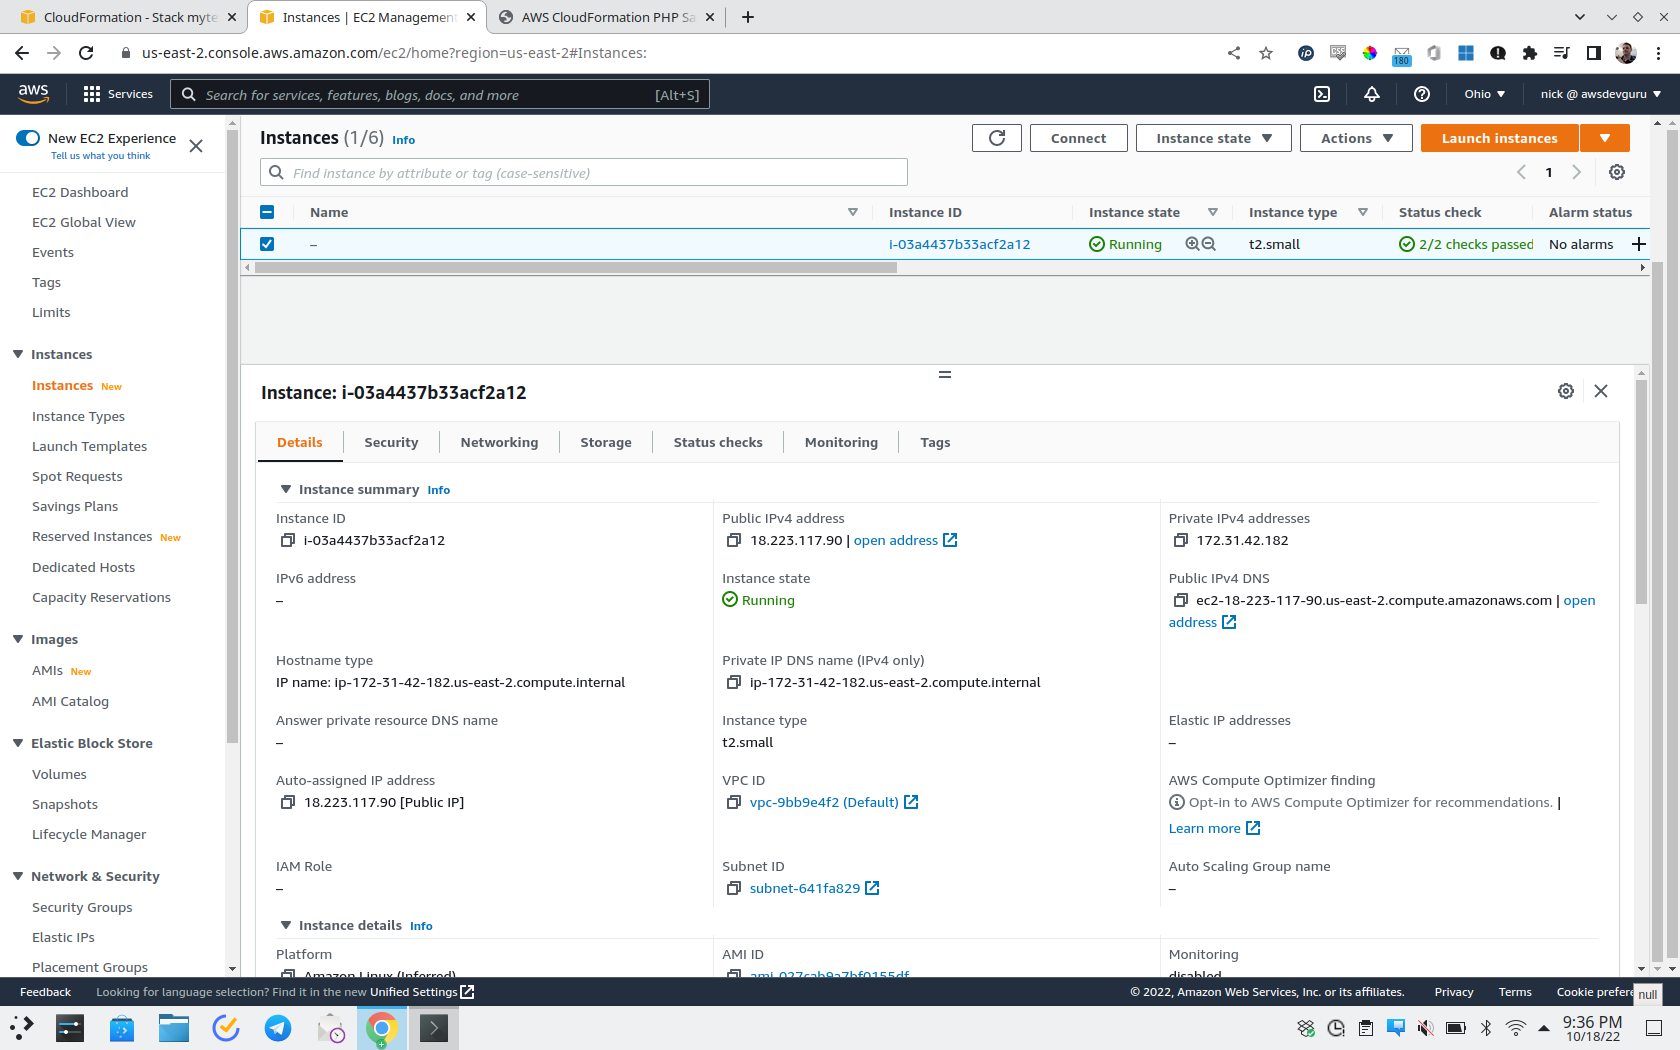 CloudFormation - Stack myte
Instances | EC2 Management
AWS CloudFormation PHP Sa
us-east-2.console.aws.amazon.com/ec2/home?region=us-east-2#Instances:
180
aws
Services
Search for services, features, blogs, docs, and more
[Alt+S]
Ohio
nick @ awsdevguru
New EC2 Experience
Tell us what you think
EC2 Dashboard
EC2 Global View
Events
Tags
Limits
Instances
Instances New
Instance Types
Launch Templates
Spot Requests
Savings Plans
Reserved Instances New
Dedicated Hosts
Capacity Reservations
Images
AMIs New
AMI Catalog
Elastic Block Store
Volumes
Snapshots
Lifecycle Manager
Network & Security
Security Groups
Elastic IPs
Placement Groups
Instances (1/6) Info
Connect
Instance state
Actions
Launch instances
Find instance by attribute or tag (case-sensitive)
1
Name Instance ID Instance state Instance type Status check Alarm status
– i-03a4437b33acf2a12 Running t2.small 2/2 checks passed No alarms
Instance: i-03a4437b33acf2a12
Details Security Networking Storage Status checks Monitoring Tags
Instance summary Info
Instance ID
i-03a4437b33acf2a12
Public IPv4 address
18.223.117.90 | open address
Private IPv4 addresses
172.31.42.182
IPv6 address
–
Instance state
Running
Public IPv4 DNS
ec2-18-223-117-90.us-east-2.compute.amazonaws.com | open
address
Hostname type
IP name: ip-172-31-42-182.us-east-2.compute.internal
Private IP DNS name (IPv4 only)
ip-172-31-42-182.us-east-2.compute.internal
Answer private resource DNS name
–
Instance type
t2.small
Elastic IP addresses
–
Auto-assigned IP address
18.223.117.90 [Public IP]
VPC ID
vpc-9bb9e4f2 (Default)
AWS Compute Optimizer finding
Opt-in to AWS Compute Optimizer for recommendations. |
Learn more
IAM Role
–
Subnet ID
subnet-641fa829
Auto Scaling Group name
–
Instance details Info
Platform
Amazon Linux (Inferred)
AMI ID
ami-027cab9a7bf0155df
Monitoring
disabled
Feedback
Looking for language selection? Find it in the new Unified Settings
© 2022, Amazon Web Services, Inc. or its affiliates.
Privacy
Terms
Cookie prefere
null
9:36 PM
10/18/22